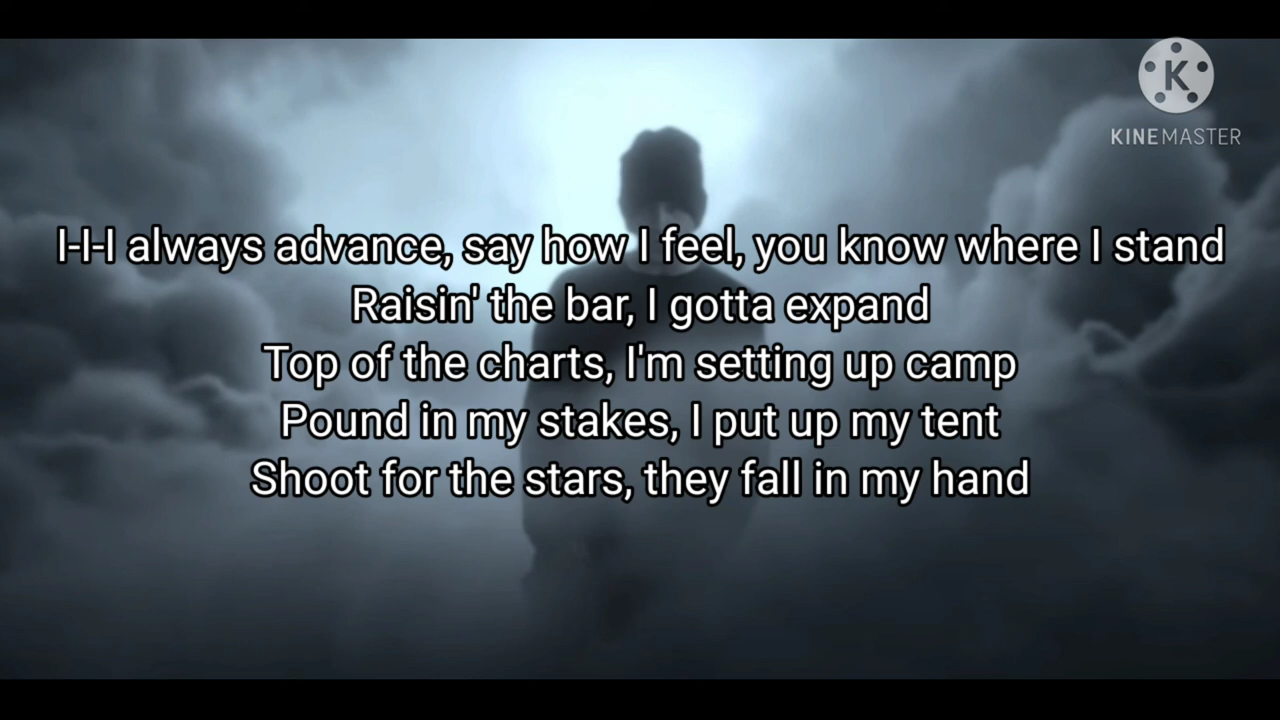 KINEMASTER
I-I-I always advance, say how I feel, you know where I stand
Raisin' the bar, I gotta expand
Top of the charts, I'm setting up camp
Pound in my stakes, I put up my tent
Shoot for the stars, they fall in my hand